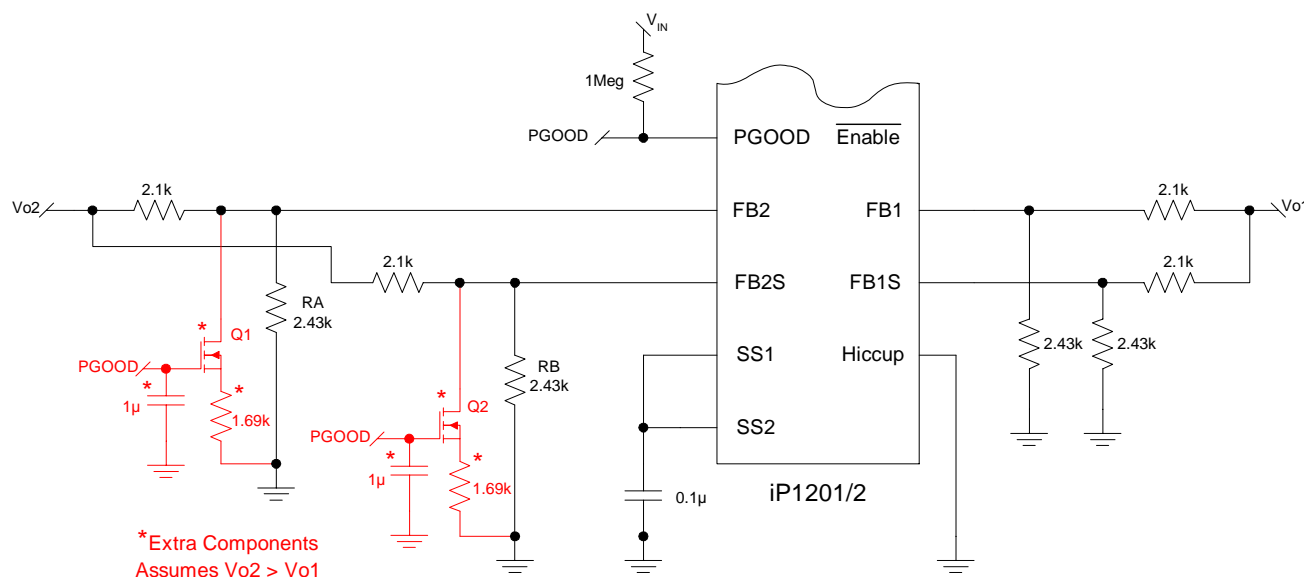 VIN
1Meg
PGOOD
PGOOD
Enable
2.1k
Vo2
FB2
FB1
2.1k
Vo1
2.1k
FB2S
FB1S
2.1k
RA
2.43k
* Q1
PGOOD
*
1µ
*
1.69k
SS1
Hiccup
2.43k
2.43k
RB
2.43k
* Q2
PGOOD
*
1µ
*
1.69k
SS2
0.1µ
iP1201/2
*Extra Components
Assumes Vo2 > Vo1